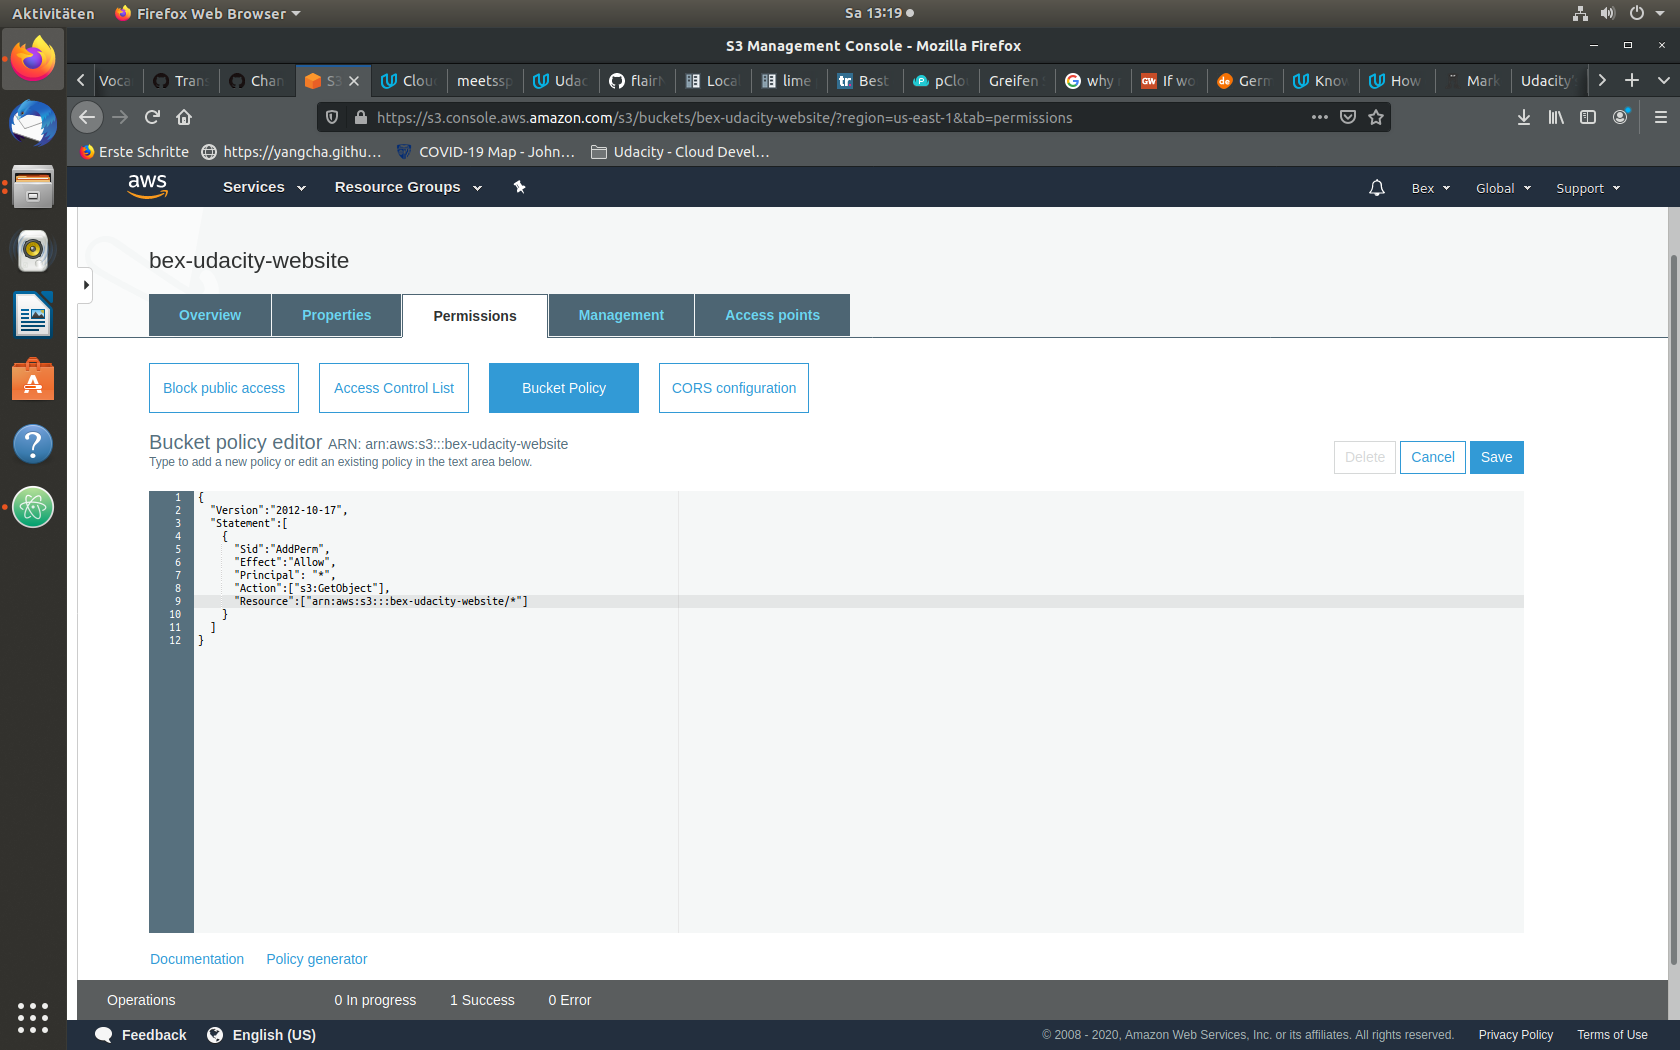 Aktivitäten Firefox Web Browser Sa 13:19
S3 Management Console - Mozilla Firefox
Voca Trans Chan S3 Clou meetssp Udac flairN Local lime Best pClou Greifen why GW If wo de Germ Know How Mark Udacity
https://s3.console.aws.amazon.com/s3/buckets/bex-udacity-website/?region=us-east-1&tab=permissions
Erste Schritte https://yangcha.githu… COVID-19 Map - John… Udacity - Cloud Devel…
aws Services Resource Groups Bex Global Support
bex-udacity-website
Overview Properties Permissions Management Access points
Block public access Access Control List Bucket Policy CORS configuration
Bucket policy editor ARN: arn:aws:s3:::bex-udacity-website
Type to add a new policy or edit an existing policy in the text area below.
Delete Cancel Save
1 {
2 "Version":"2012-10-17",
3 "Statement":[
4 {
5 "Sid":"AddPerm",
6 "Effect":"Allow",
7 "Principal": "*",
8 "Action":["s3:GetObject"],
9 "Resource":["arn:aws:s3:::bex-udacity-website/*"]
10 }
11 ]
12 }
Documentation Policy generator
Operations 0 In progress 1 Success 0 Error
Feedback English (US) © 2008 - 2020, Amazon Web Services, Inc. or its affiliates. All rights reserved. Privacy Policy Terms of Use